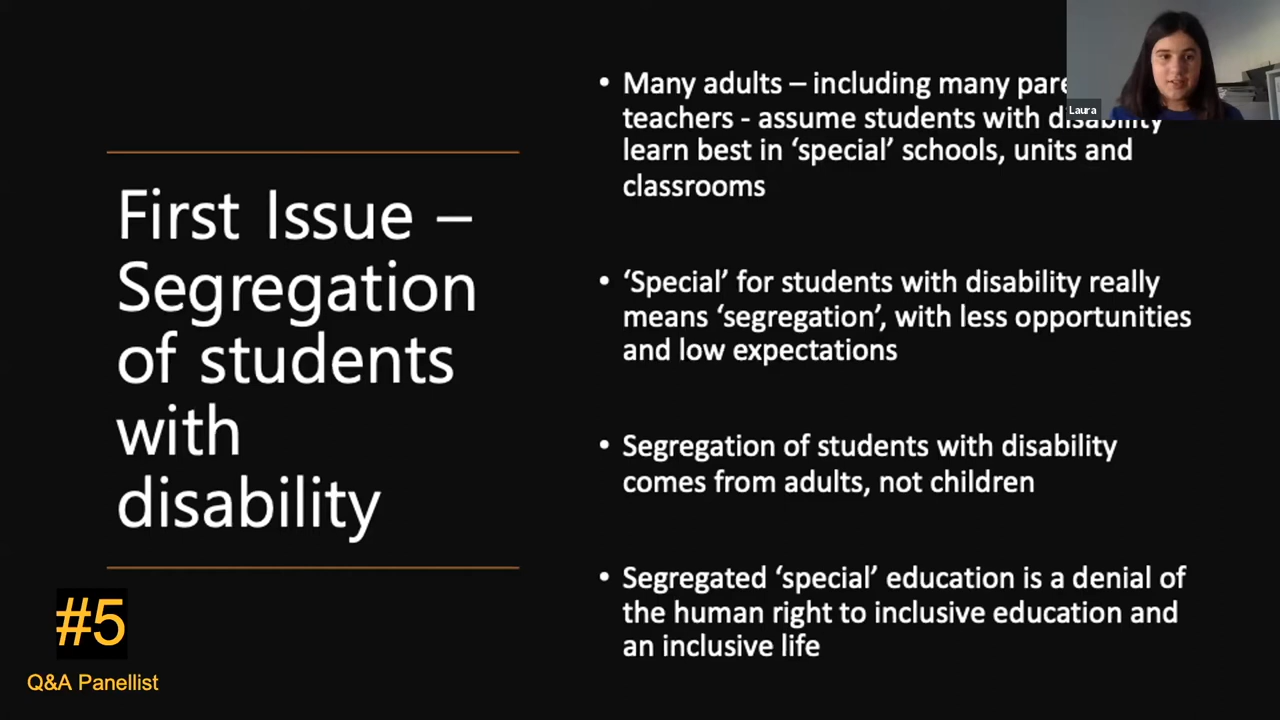 First Issue –
Segregation
of students
with
disability
#5
Q&A Panellist
• Many adults – including many
teachers - assume students with disability
learn best in ‘special’ schools, units and
classrooms
• ‘Special’ for students with disability really
means ‘segregation’, with less opportunities
and low expectations
• Segregation of students with disability
comes from adults, not children
• Segregated ‘special’ education is a denial of
the human right to inclusive education and
an inclusive life
Laura